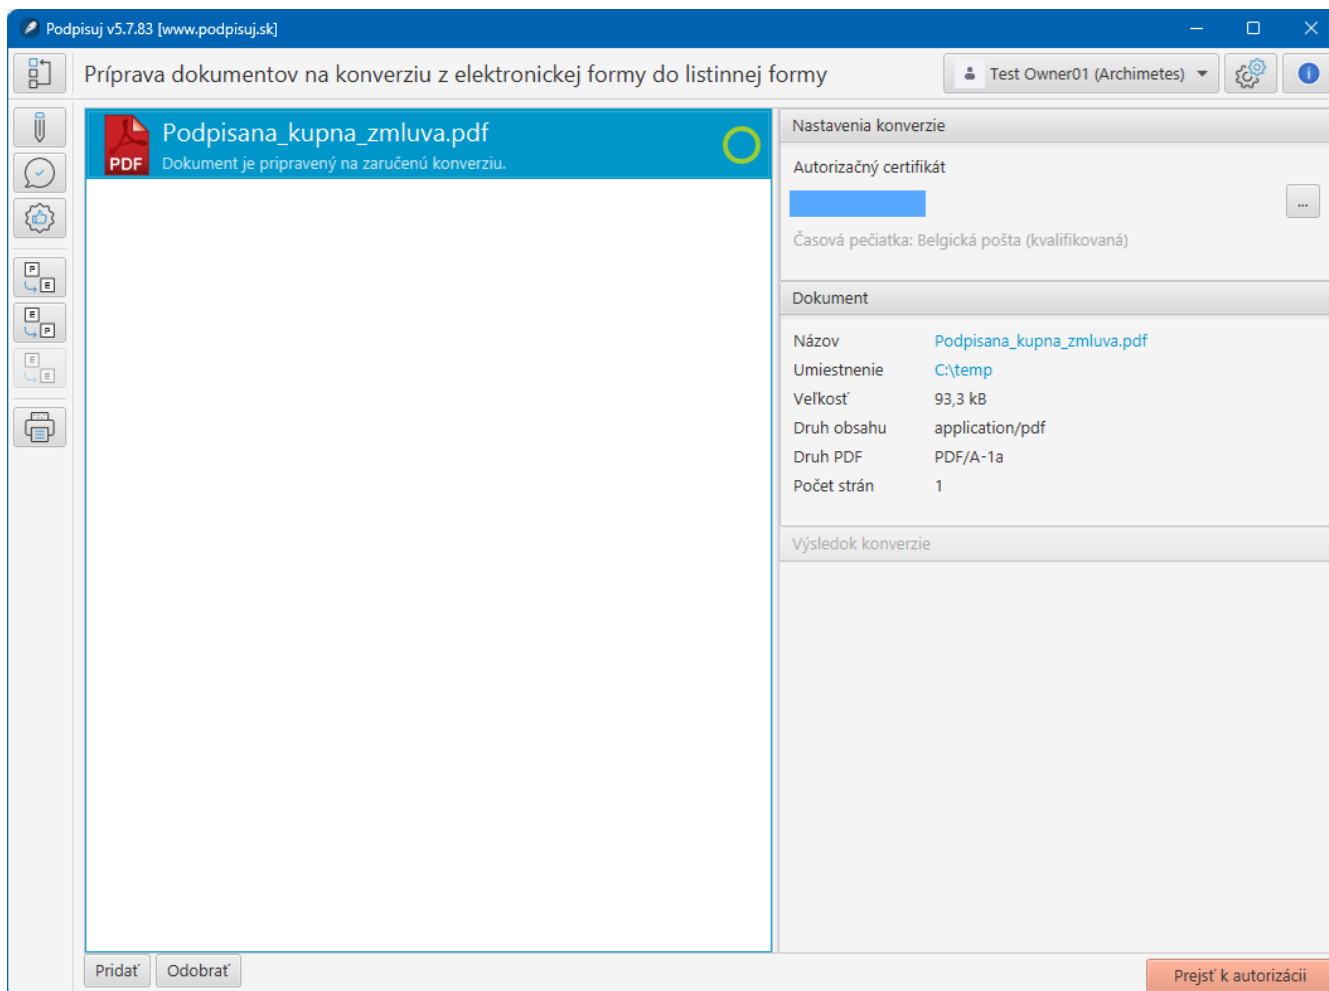 Podpisuj v5.7.83 [www.podpisuj.sk]
Príprava dokumentov na konverziu z elektronickej formy do listinnej formy
Test Owner01 (Archimetes)
i
PDF
Podpisana_kupna_zmluva.pdf
Dokument je pripravený na zaručenú konverziu.
P
E
E
P
E
E
Nastavenia konverzie
Autorizačný certifikát
...
Časová pečiatka: Belgická pošta (kvalifikovaná)
Dokument
Názov Podpisana_kupna_zmluva.pdf
Umiestnenie C:\temp
Veľkosť 93,3 kB
Druh obsahu application/pdf
Druh PDF PDF/A-1a
Počet strán 1
Výsledok konverzie
Pridať Odobrať
Prejsť k autorizácii